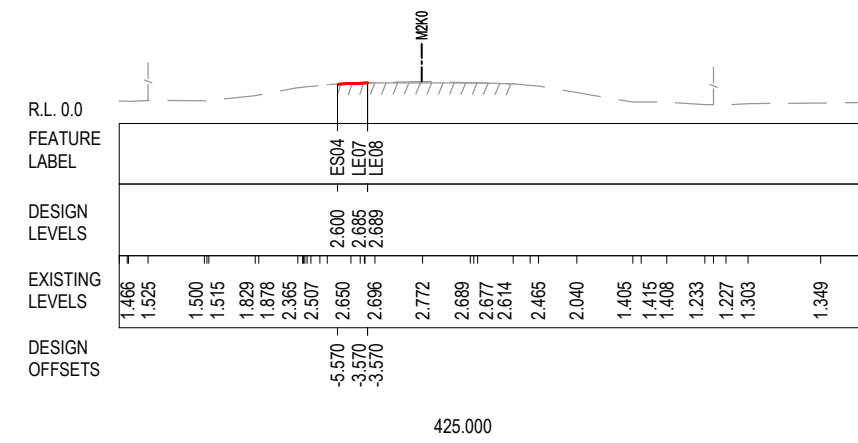 M2K0
R.L. 0.0
FEATURE
LABEL
ES04 LE07 LE08
DESIGN
LEVELS
2.600 2.685 2.689
EXISTING
LEVELS
1.466 1.525 1.500 1.515 1.829 1.878 2.365 2.507 2.650 2.696 2.772 2.689 2.677 2.614 2.465 2.040 1.405 1.415 1.408 1.233 1.227 1.303 1.349
DESIGN
OFFSETS
-5.570 -3.570 -3.570
425.000